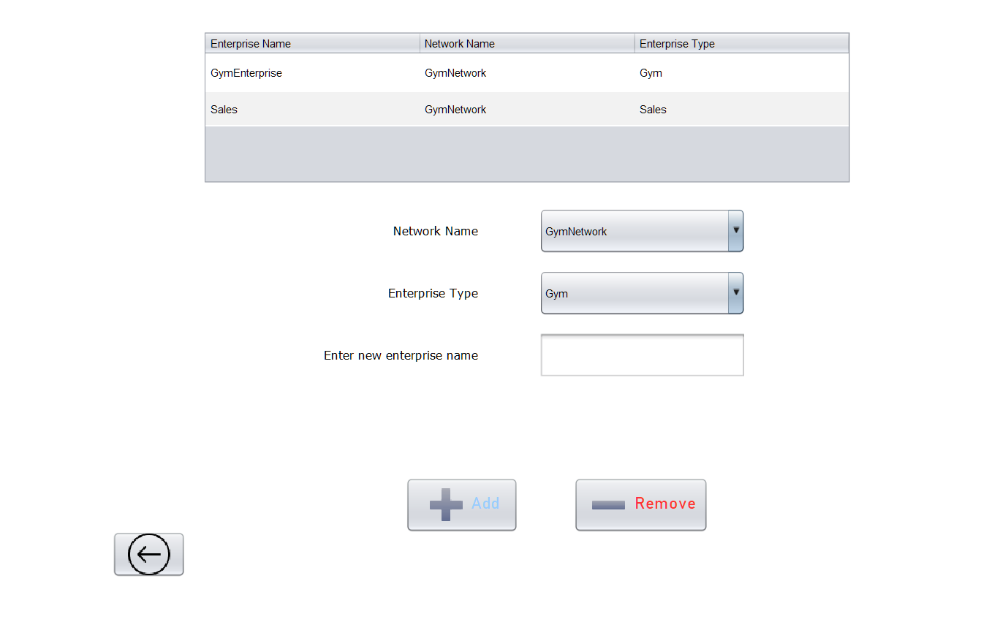 Enterprise Name Network Name Enterprise Type
GymEnterprise GymNetwork Gym
Sales GymNetwork Sales
Network Name GymNetwork
Enterprise Type Gym
Enter new enterprise name
Add Remove